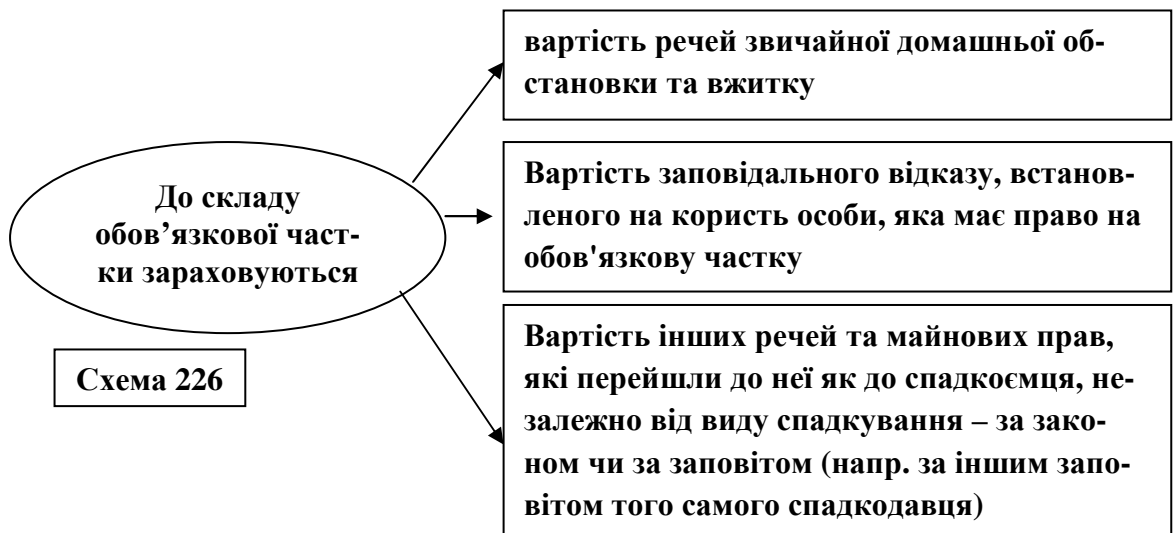 вартість речей звичайної домашньої об-
становки та вжитку
До складу
обов’язкової част-
ки зараховуються
Вартість заповідального відказу, встанов-
леного на користь особи, яка має право на
обов'язкову частку
Вартість інших речей та майнових прав,
які перейшли до неї як до спадкоємця, не-
залежно від виду спадкування – за зако-
ном чи за заповітом (напр. за іншим запо-
вітом того самого спадкодавця)
Схема 226